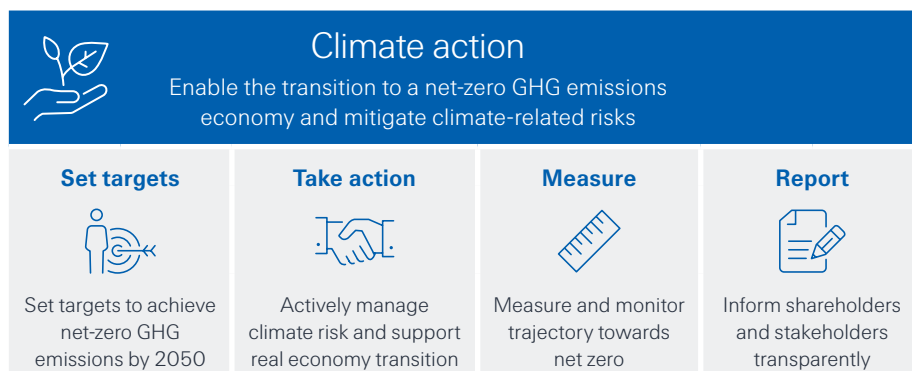 Climate action
Enable the transition to a net-zero GHG emissions
economy and mitigate climate-related risks
Set targets
Set targets to achieve
net-zero GHG
emissions by 2050
Take action
Actively manage
climate risk and support
real economy transition
Measure
Measure and monitor
trajectory towards
net zero
Report
Inform shareholders
and stakeholders
transparently